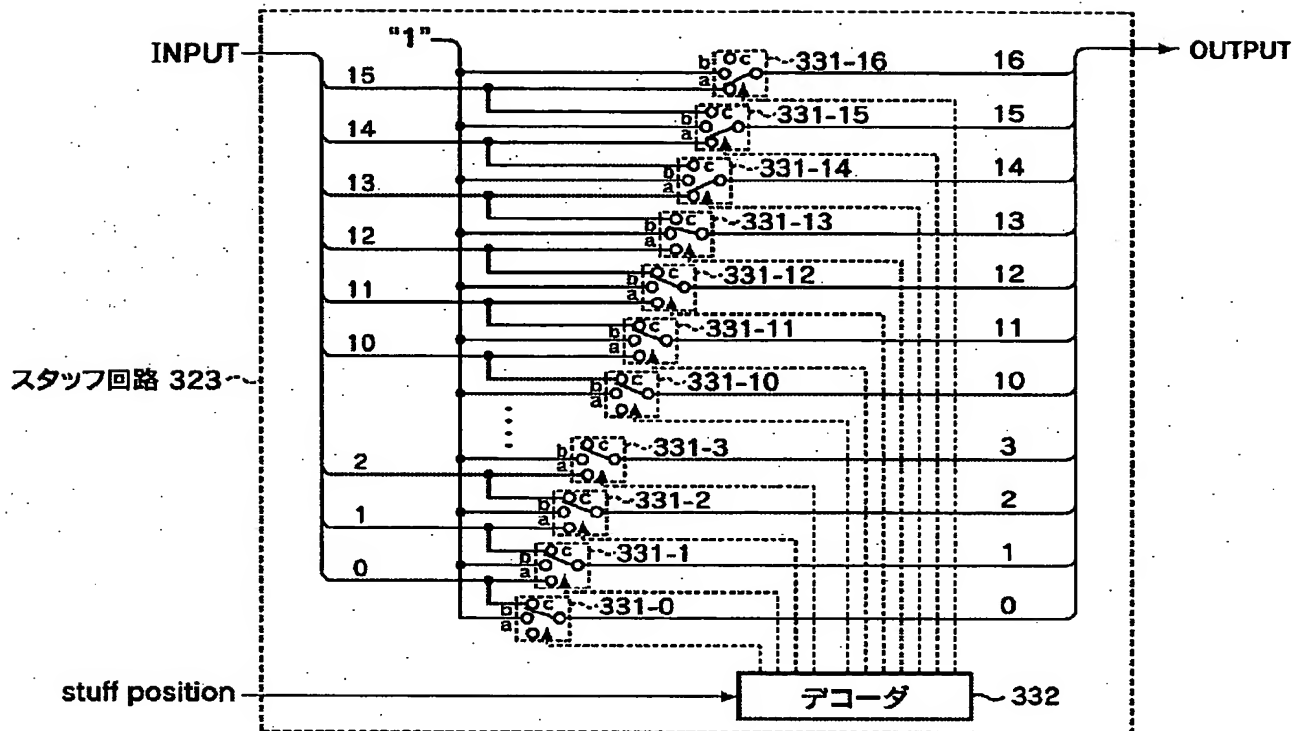 "1"
INPUT
OUTPUT
b c 331-16 16
a
15
c 331-15 15
b
a
14
c 331-14 14
b
a
13
c 331-13 13
b
a
12
c 331-12 12
b
a
11
c 331-11 11
b
a
10
スタッフ回路 323
c 331-10 10
b
a
c 331-3 3
b
a
2
c 331-2 2
b
a
1
c 331-1 1
b
a
0
c 331-0 0
b
a
stuff position
デコーダ 332